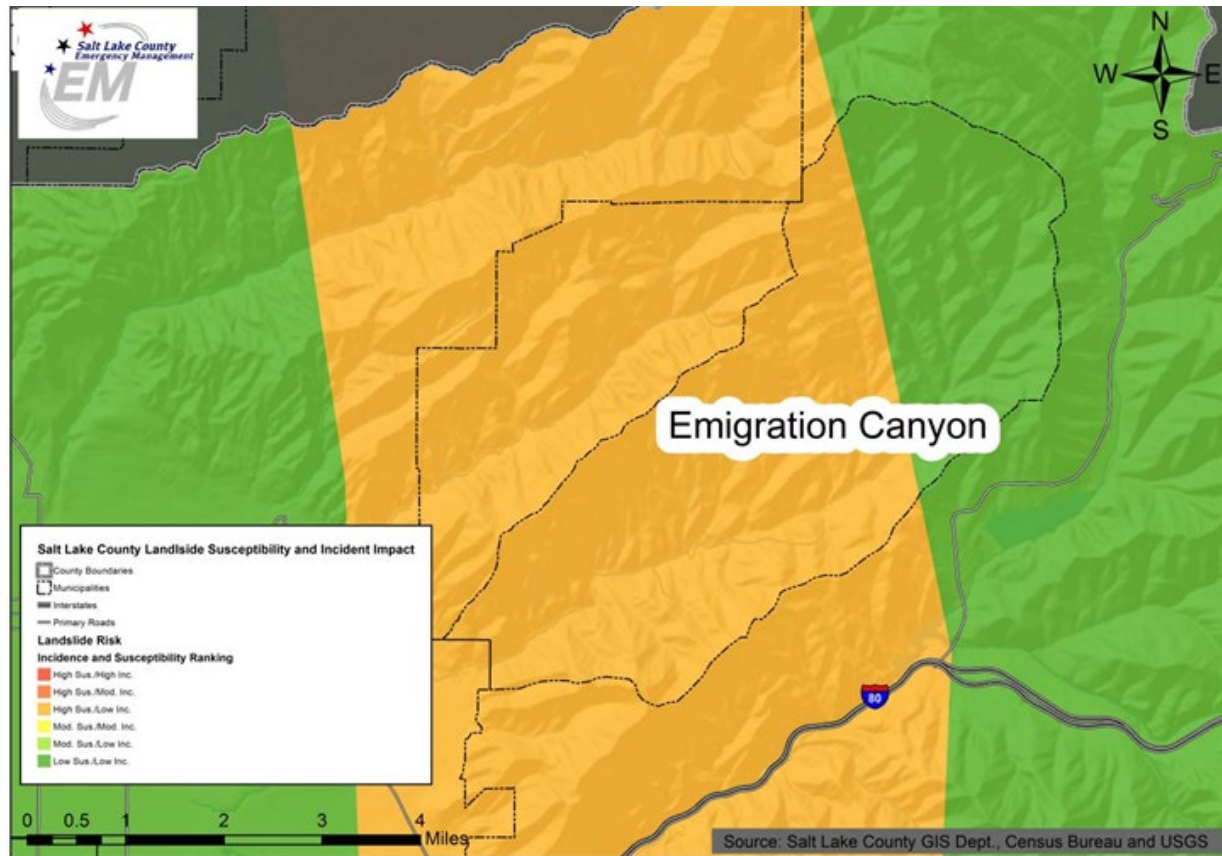 Salt Lake County
Emergency Management
EM
N
W E
S
Emigration Canyon
80
Salt Lake County Landlside Susceptibility and Incident Impact
County Boundaries
Municipalities
Interstates
Primary Roads
Landslide Risk
Incidence and Susceptibility Ranking
High Sus./High Inc.
High Sus./Mod. Inc.
High Sus./Low Inc.
Mod. Sus./Mod. Inc.
Mod. Sus./Low Inc.
Low Sus./Low Inc.
0 0.5 1 2 3 4
Miles
Source: Salt Lake County GIS Dept., Census Bureau and USGS